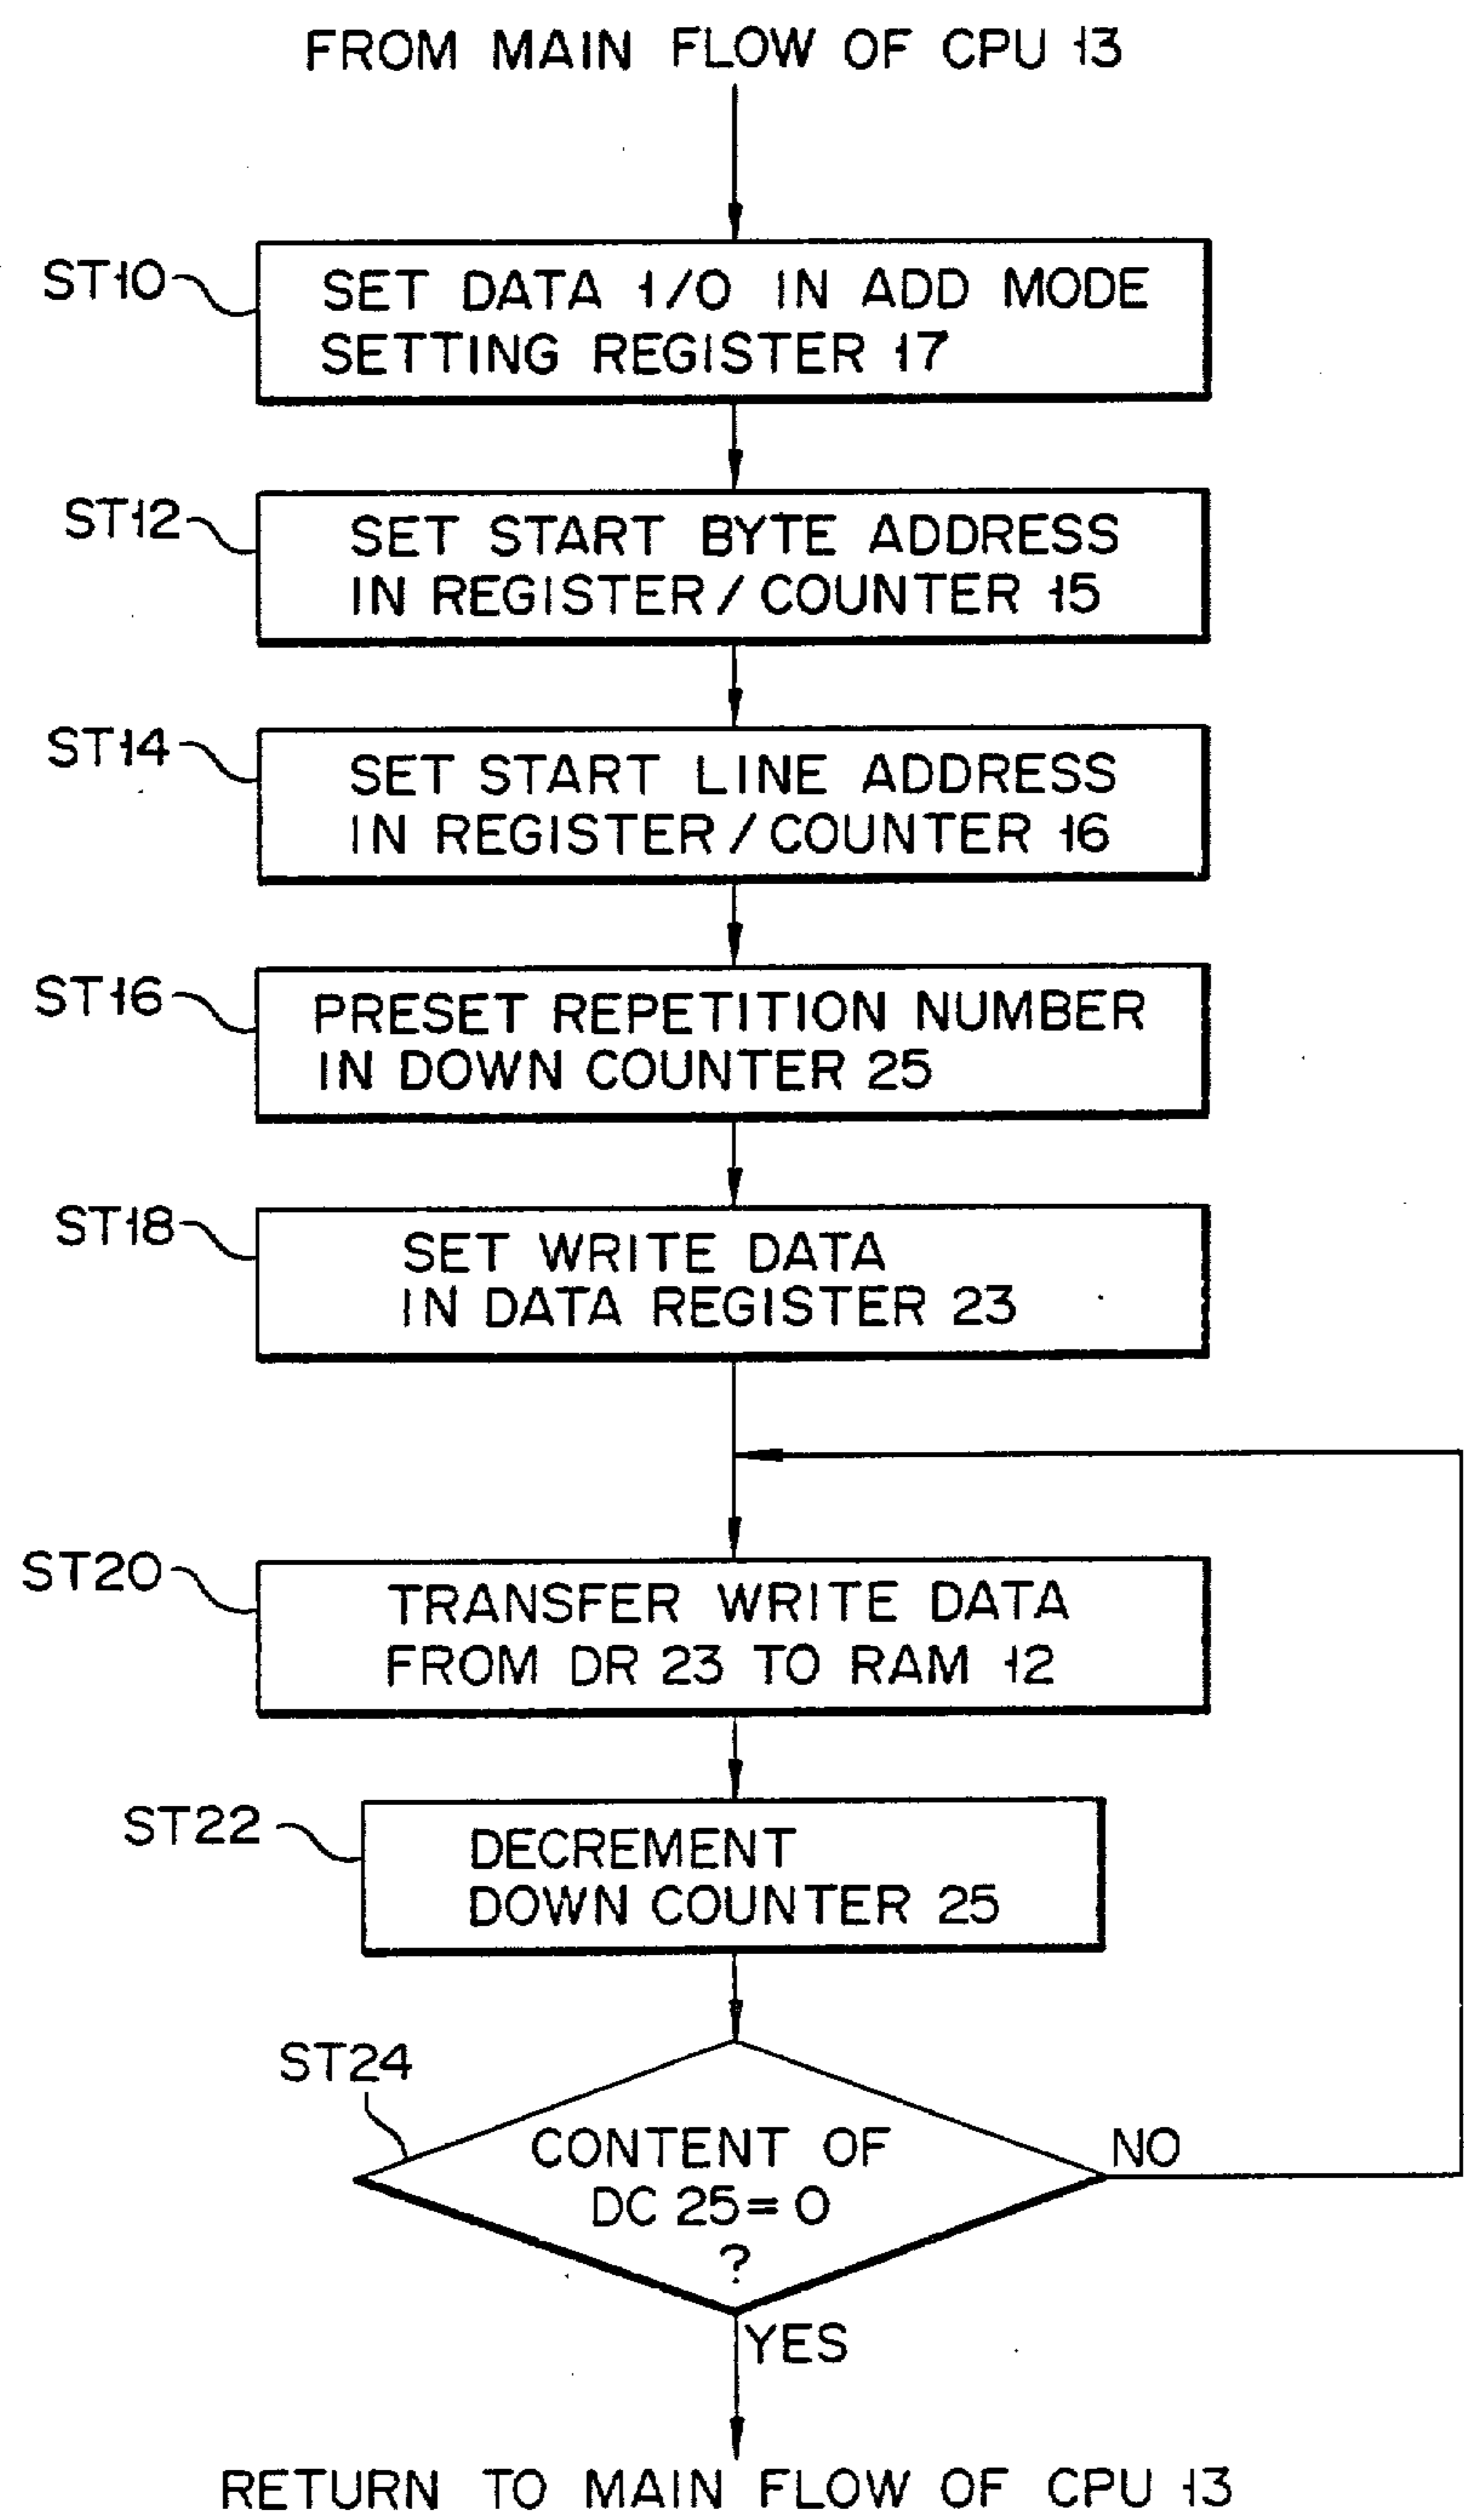 FROM MAIN FLOW OF CPU 13
ST10
SET DATA 1/0 IN ADD MODE
SETTING REGISTER 17
ST12
SET START BYTE ADDRESS
IN REGISTER/COUNTER 15
ST14
SET START LINE ADDRESS
IN REGISTER/COUNTER 16
ST16
PRESET REPETITION NUMBER
IN DOWN COUNTER 25
ST18
SET WRITE DATA
IN DATA REGISTER 23
ST20
TRANSFER WRITE DATA
FROM DR 23 TO RAM 12
ST22
DECREMENT
DOWN COUNTER 25
ST24
CONTENT OF
DC 25=0
?
NO
YES
RETURN TO MAIN FLOW OF CPU 13